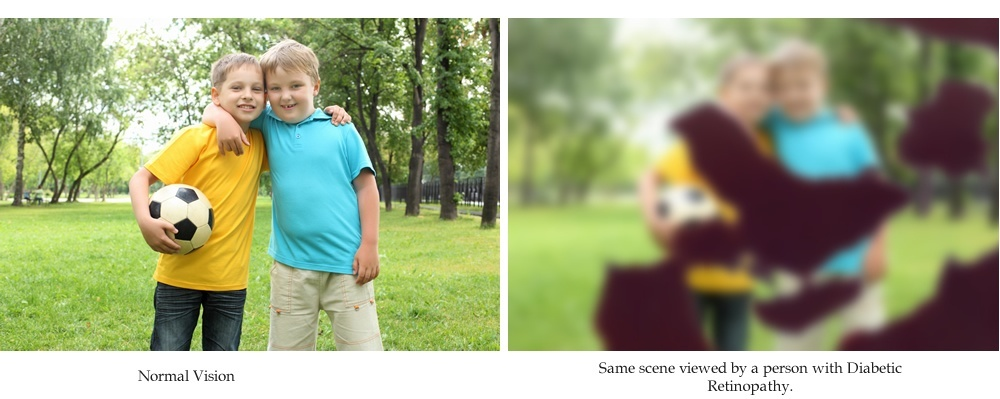 Normal Vision
Same scene viewed by a person with Diabetic
Retinopathy.